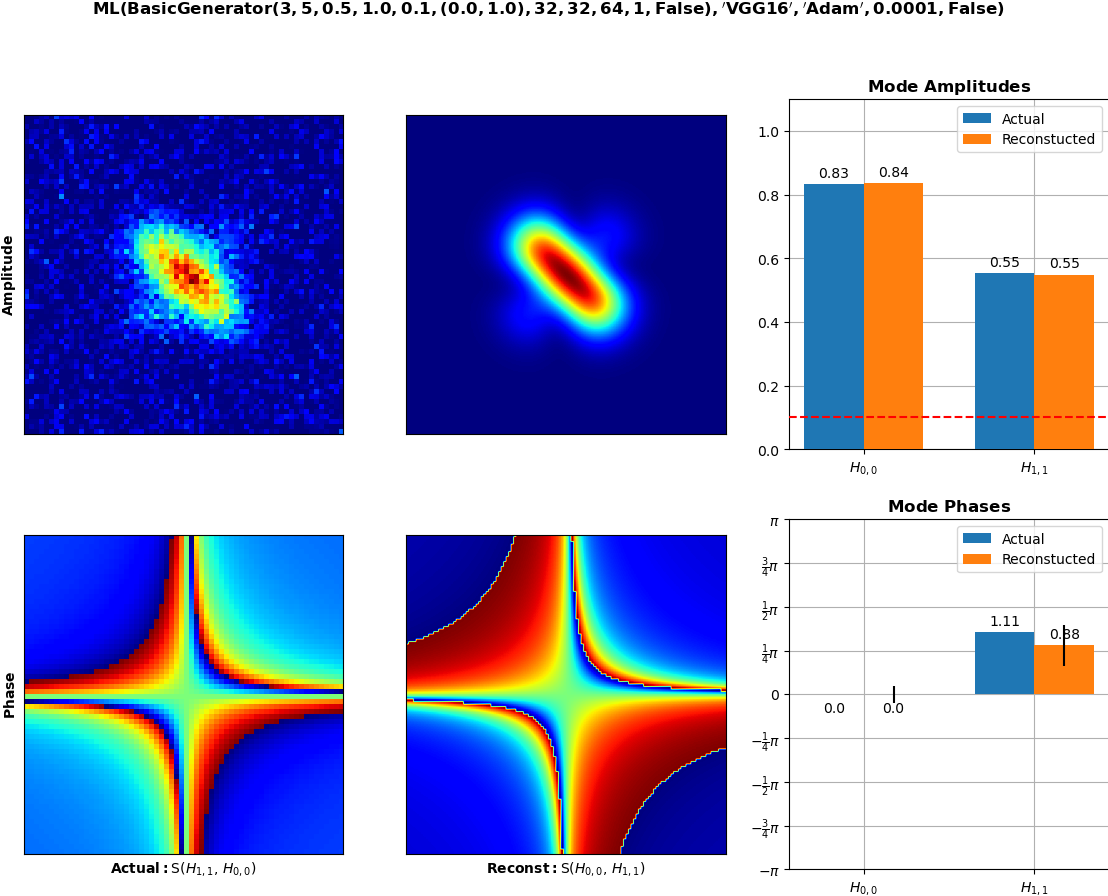 ML(BasicGenerator(3, 5, 0.5, 1.0, 0.1, (0.0, 1.0), 32, 32, 64, 1, False), ′VGG16′, ′Adam′, 0.0001, False)
Amplitude
Mode Amplitudes
Actual
Reconstucted
1.0
0.8
0.6
0.4
0.2
0.0
0.83
0.84
0.55
0.55
H0,0
H1,1
Phase
Actual: S(H1,1, H0,0)
Reconst: S(H0,0, H1,1)
Mode Phases
Actual
Reconstucted
π
3/4π
1/2π
1/4π
0
−1/4π
−1/2π
−3/4π
−π
0.0
0.0
1.11
0.88
H0,0
H1,1